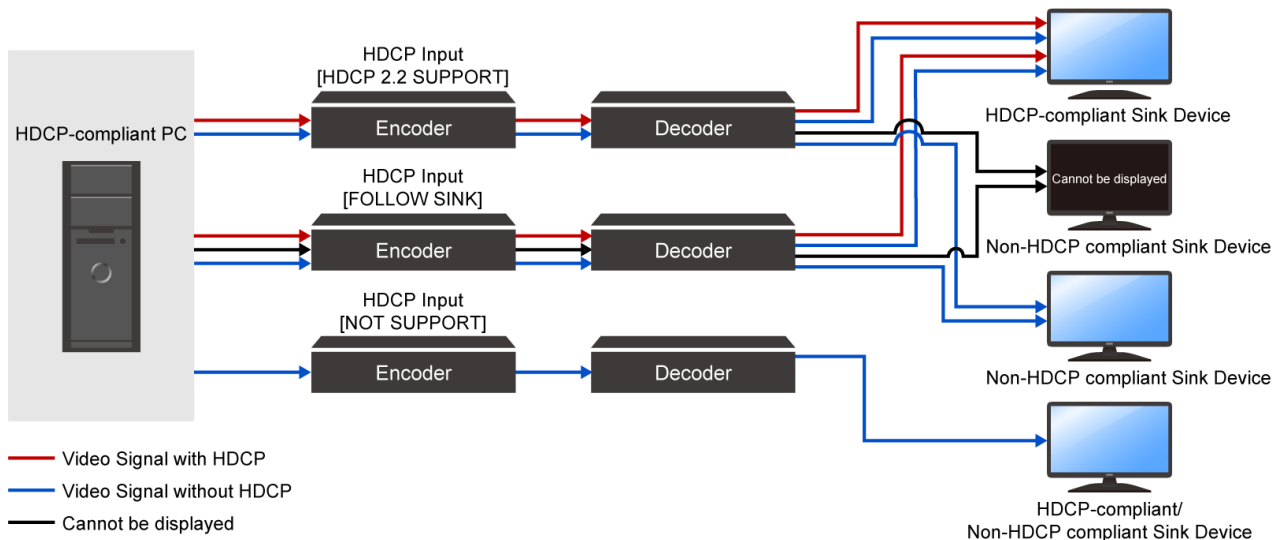 HDCP-compliant PC
HDCP Input
[HDCP 2.2 SUPPORT]
Encoder
Decoder
HDCP Input
[FOLLOW SINK]
Encoder
Decoder
HDCP Input
[NOT SUPPORT]
Encoder
Decoder
HDCP-compliant Sink Device
Cannot be displayed
Non-HDCP compliant Sink Device
Non-HDCP compliant Sink Device
HDCP-compliant/
Non-HDCP compliant Sink Device
Video Signal with HDCP
Video Signal without HDCP
Cannot be displayed